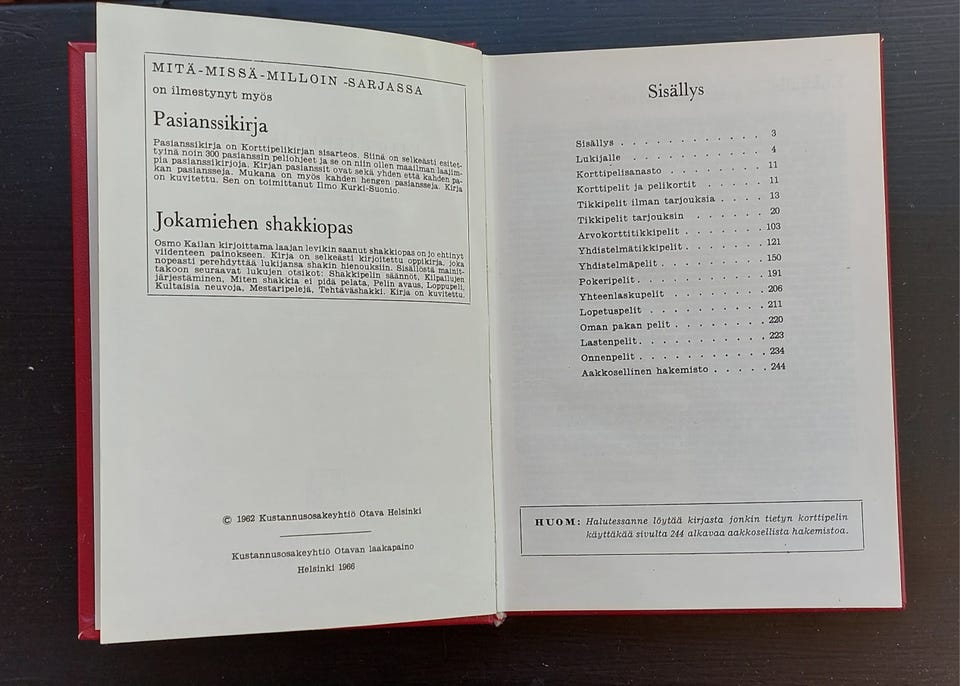 MITÄ-MISSÄ-MILLOIN -SARJASSA
on ilmestynyt myös
Pasianssikirja
Pasianssikirja on Korttipelikirjan sisarteos. Siinä on selkeästi esitet-
tyinä noin 300 pasianssin peliohjeet ja se on niin ollen maailman laajim-
pia pasianssikirjoja. Kirjan pasianssit ovat sekä yhden että kahden pa-
kan pasiansseja. Mukana on myös kahden hengen pasiansseja. Kirja
on kuvitettu. Sen on toimittanut Ilmo Kurki-Suonio.
Jokamiehen shakkiopas
Osmo Kailan kirjoittama laajan levikin saanut shakkiopas on jo ehtinyt
viidenteen painokseen. Kirja on selkeästi kirjoitettu oppikirja, joka
nopeasti perehdyttää lukijansa shakin hienouksiin. Sisällöstä mainit-
takoon seuraavat lukujen otsikot: Shakkipelin säännöt, Kilpailujen
järjestäminen, Miten shakkia ei pidä pelata, Pelin avaus, Loppupeli,
Kultaisia neuvoja, Mestaripelejä, Tehtäväshakki. Kirja on kuvitettu.
© 1962 Kustannusosakeyhtiö Otava Helsinki
Kustannusosakeyhtiö Otavan laakapaino
Helsinki 1966
Sisällys
Sisällys . . . . . . . . . . . . 3
Lukijalle . . . . . . . . . . . 4
Korttipelisanasto . . . . . . . . 11
Korttipelit ja pelikortit . . . . . . 11
Tikkipelit ilman tarjouksia . . . . . 13
Tikkipelit tarjouksin . . . . . . . 20
Arvokorttitikkipelit . . . . . . . . 103
Yhdistelmätikkipelit . . . . . . . . 121
Yhdistelmäpelit . . . . . . . . . 150
Pokeripelit . . . . . . . . . . . 191
Yhteenlaskupelit . . . . . . . . . 206
Lopetuspelit . . . . . . . . . . 211
Oman pakan pelit . . . . . . . . 220
Lastenpelit . . . . . . . . . . . 223
Onnenpelit . . . . . . . . . . . 234
Aakkosellinen hakemisto . . . . . 244
HUOM: Halutessanne löytää kirjasta jonkin tietyn korttipelin
käyttäkää sivulta 244 alkavaa aakkosellista hakemistoa.